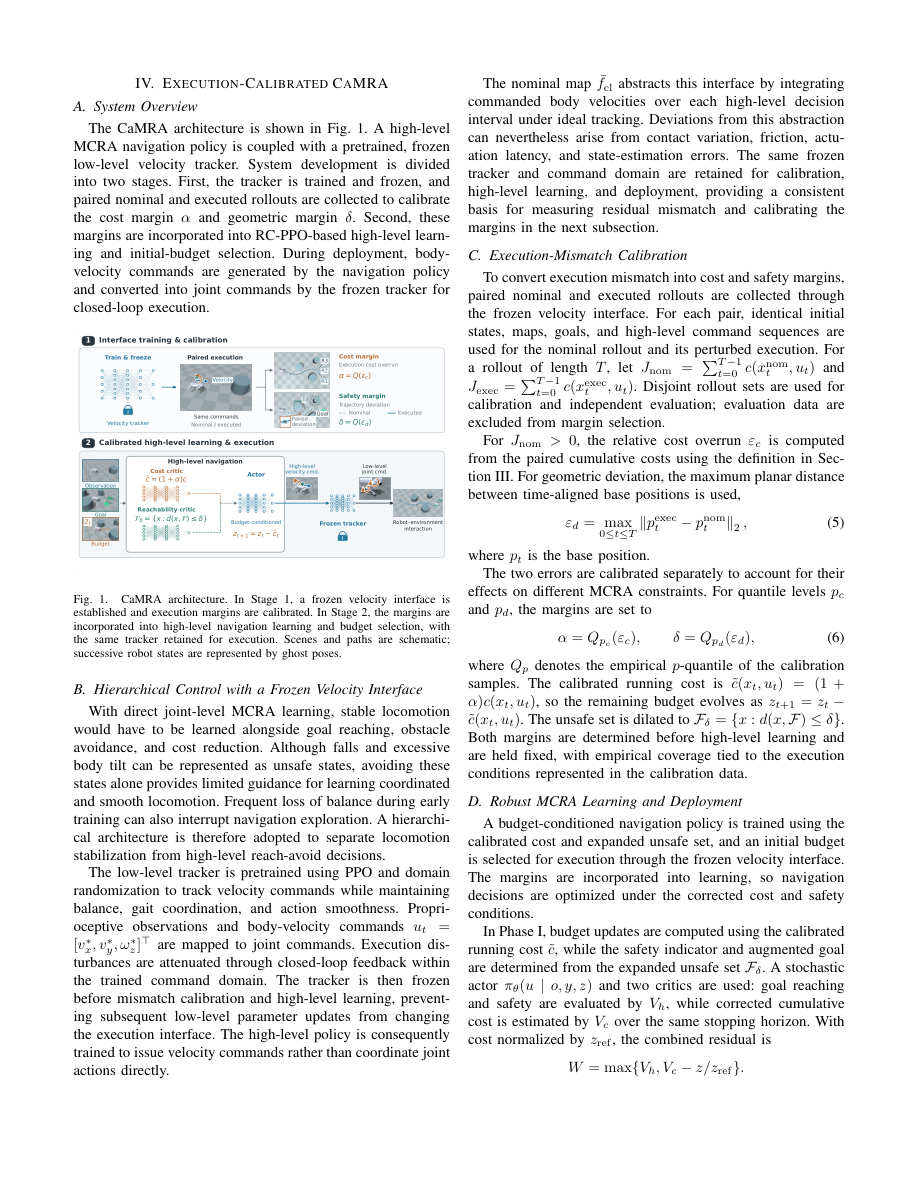 IV. EXECUTION-CALIBRATED CAMRA
A. System Overview
The CaMRA architecture is shown in Fig. 1. A high-level
MCRA navigation policy is coupled with a pretrained, frozen
low-level velocity tracker. System development is divided
into two stages. First, the tracker is trained and frozen, and
paired nominal and executed rollouts are collected to calibrate
the cost margin α and geometric margin δ. Second, these
margins are incorporated into RC-PPO-based high-level learn-
ing and initial-budget selection. During deployment, body-
velocity commands are generated by the navigation policy
and converted into joint commands by the frozen tracker for
closed-loop execution.
1 Interface training & calibration
Train & freeze
Velocity tracker
Paired execution
Velocity
Same commands
Nominal / executed
Paired
deviation
Goal
Cost margin
Execution cost overrun
α = Q(ε_c)
Safety margin
Trajectory deviation
-- Nominal — Executed
δ = Q(ε_d)
2 Calibrated high-level learning & execution
Observation
Goal
z_t
Budget
High-level navigation
Cost critic
c̃ = (1 + α)c
Reachability critic
F_δ = {x : d(x, F) ≤ δ}
Actor
Budget-conditioned
z_{t+1} = z_t − c̃_t
High-level
velocity cmd.
Frozen tracker
Low-level
joint cmd.
Robot–environment
interaction
Fig. 1. CaMRA architecture. In Stage 1, a frozen velocity interface is
established and execution margins are calibrated. In Stage 2, the margins are
incorporated into high-level navigation learning and budget selection, with
the same tracker retained for execution. Scenes and paths are schematic;
successive robot states are represented by ghost poses.
B. Hierarchical Control with a Frozen Velocity Interface
With direct joint-level MCRA learning, stable locomotion
would have to be learned alongside goal reaching, obstacle
avoidance, and cost reduction. Although falls and excessive
body tilt can be represented as unsafe states, avoiding these
states alone provides limited guidance for learning coordinated
and smooth locomotion. Frequent loss of balance during early
training can also interrupt navigation exploration. A hierarchi-
cal architecture is therefore adopted to separate locomotion
stabilization from high-level reach-avoid decisions.
The low-level tracker is pretrained using PPO and domain
randomization to track velocity commands while maintaining
balance, gait coordination, and action smoothness. Propri-
oceptive observations and body-velocity commands u_t =
[v_x^*, v_y^*, ω_z^*]^⊤ are mapped to joint commands. Execution dis-
turbances are attenuated through closed-loop feedback within
the trained command domain. The tracker is then frozen
before mismatch calibration and high-level learning, prevent-
ing subsequent low-level parameter updates from changing
the execution interface. The high-level policy is consequently
trained to issue velocity commands rather than coordinate joint
actions directly.
The nominal map f̄_cl abstracts this interface by integrating
commanded body velocities over each high-level decision
interval under ideal tracking. Deviations from this abstraction
can nevertheless arise from contact variation, friction, actu-
ation latency, and state-estimation errors. The same frozen
tracker and command domain are retained for calibration,
high-level learning, and deployment, providing a consistent
basis for measuring residual mismatch and calibrating the
margins in the next subsection.
C. Execution-Mismatch Calibration
To convert execution mismatch into cost and safety margins,
paired nominal and executed rollouts are collected through
the frozen velocity interface. For each pair, identical initial
states, maps, goals, and high-level command sequences are
used for the nominal rollout and its perturbed execution. For
a rollout of length T, let J_nom = ∑_{t=0}^{T−1} c(x_t^nom, u_t) and
J_exec = ∑_{t=0}^{T−1} c(x_t^exec, u_t). Disjoint rollout sets are used for
calibration and independent evaluation; evaluation data are
excluded from margin selection.
For J_nom > 0, the relative cost overrun ε_c is computed
from the paired cumulative costs using the definition in Sec-
tion III. For geometric deviation, the maximum planar distance
between time-aligned base positions is used,
ε_d = max_{0≤t≤T} ‖p_t^exec − p_t^nom‖_2 , (5)
where p_t is the base position.
The two errors are calibrated separately to account for their
effects on different MCRA constraints. For quantile levels p_c
and p_d, the margins are set to
α = Q_{p_c}(ε_c), δ = Q_{p_d}(ε_d), (6)
where Q_p denotes the empirical p-quantile of the calibration
samples. The calibrated running cost is c̃(x_t, u_t) = (1 +
α)c(x_t, u_t), so the remaining budget evolves as z_{t+1} = z_t −
c̃(x_t, u_t). The unsafe set is dilated to F_δ = {x : d(x, F) ≤ δ}.
Both margins are determined before high-level learning and
are held fixed, with empirical coverage tied to the execution
conditions represented in the calibration data.
D. Robust MCRA Learning and Deployment
A budget-conditioned navigation policy is trained using the
calibrated cost and expanded unsafe set, and an initial budget
is selected for execution through the frozen velocity interface.
The margins are incorporated into learning, so navigation
decisions are optimized under the corrected cost and safety
conditions.
In Phase I, budget updates are computed using the calibrated
running cost c̃, while the safety indicator and augmented goal
are determined from the expanded unsafe set F_δ. A stochastic
actor π_θ(u | o, y, z) and two critics are used: goal reaching
and safety are evaluated by V_h, while corrected cumulative
cost is estimated by V_c over the same stopping horizon. With
cost normalized by z_ref, the combined residual is
W = max{V_h, V_c − z/z_ref}.